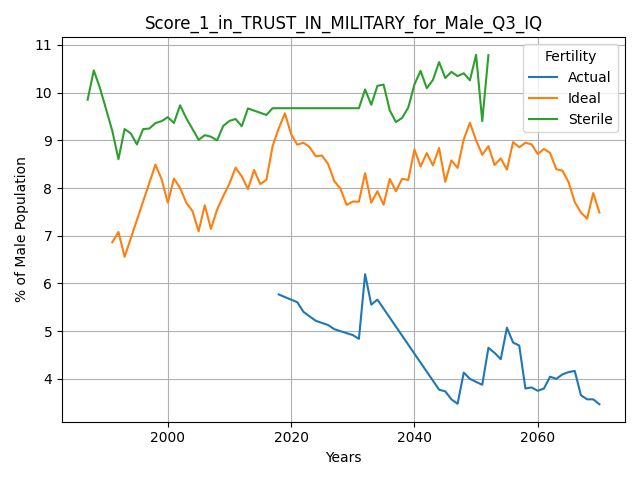 Score_1_in_TRUST_IN_MILITARY_for_Male_Q3_IQ
Fertility
Actual
Ideal
Sterile
% of Male Population
11
10
9
8
7
6
5
4
2000
2020
2040
2060
Years